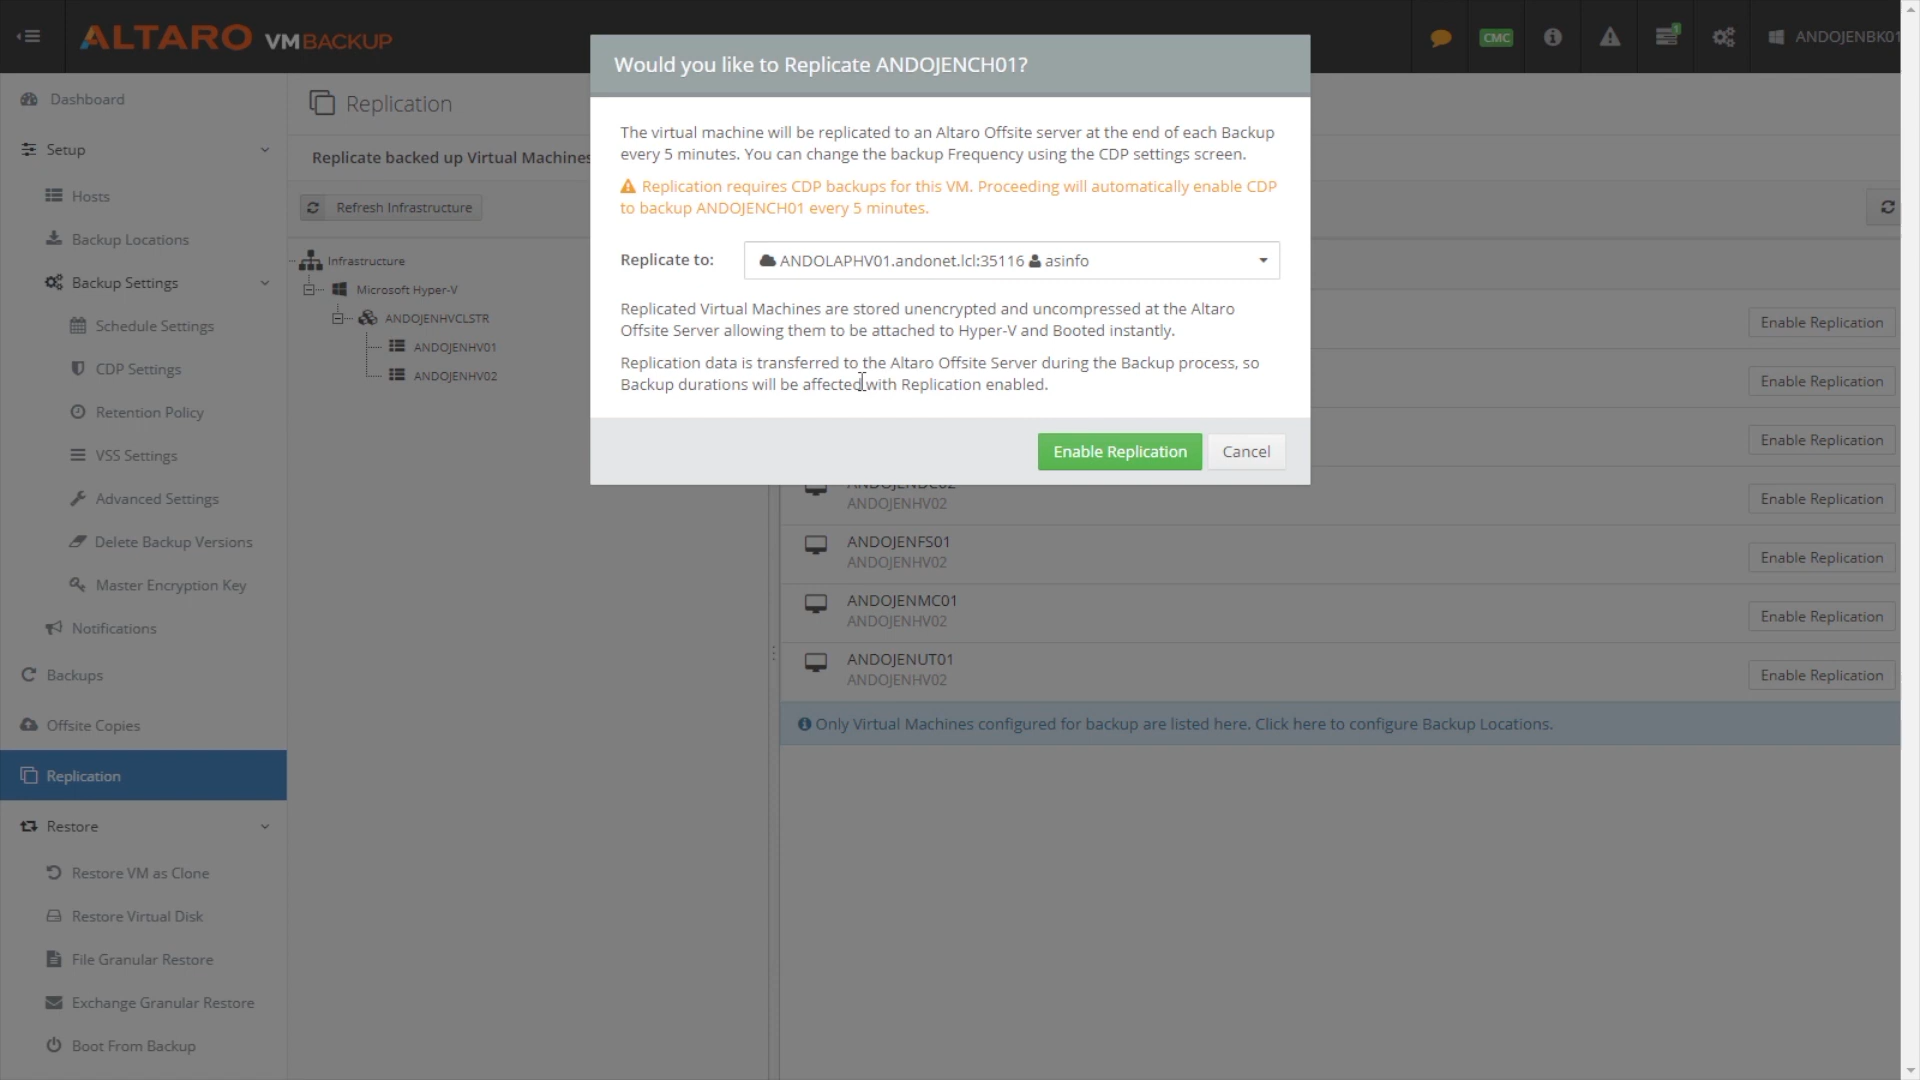 ALTARO VMBACKUP
CMC
1
ANDOJENBK01
Dashboard
Setup
Hosts
Backup Locations
Backup Settings
Schedule Settings
CDP Settings
Retention Policy
VSS Settings
Advanced Settings
Delete Backup Versions
Master Encryption Key
Notifications
Backups
Offsite Copies
Replication
Restore
Restore VM as Clone
Restore Virtual Disk
File Granular Restore
Exchange Granular Restore
Boot From Backup
Replication
Replicate backed up Virtual Machines
Refresh Infrastructure
Infrastructure
Microsoft Hyper-V
ANDOJENHVCLSTR
ANDOJENHV01
ANDOJENHV02
Would you like to Replicate ANDOJENCH01?
The virtual machine will be replicated to an Altaro Offsite server at the end of each Backup
every 5 minutes. You can change the backup Frequency using the CDP settings screen.
Replication requires CDP backups for this VM. Proceeding will automatically enable CDP
to backup ANDOJENCH01 every 5 minutes.
Replicate to:
ANDOLAPHV01.andonet.lcl:35116 asinfo
Replicated Virtual Machines are stored unencrypted and uncompressed at the Altaro
Offsite Server allowing them to be attached to Hyper-V and Booted instantly.
Replication data is transferred to the Altaro Offsite Server during the Backup process, so
Backup durations will be affected with Replication enabled.
Enable Replication
Cancel
Enable Replication
Enable Replication
Enable Replication
ANDOJENDC02
ANDOJENHV02
Enable Replication
ANDOJENFS01
ANDOJENHV02
Enable Replication
ANDOJENMC01
ANDOJENHV02
Enable Replication
ANDOJENUT01
ANDOJENHV02
Enable Replication
Only Virtual Machines configured for backup are listed here. Click here to configure Backup Locations.